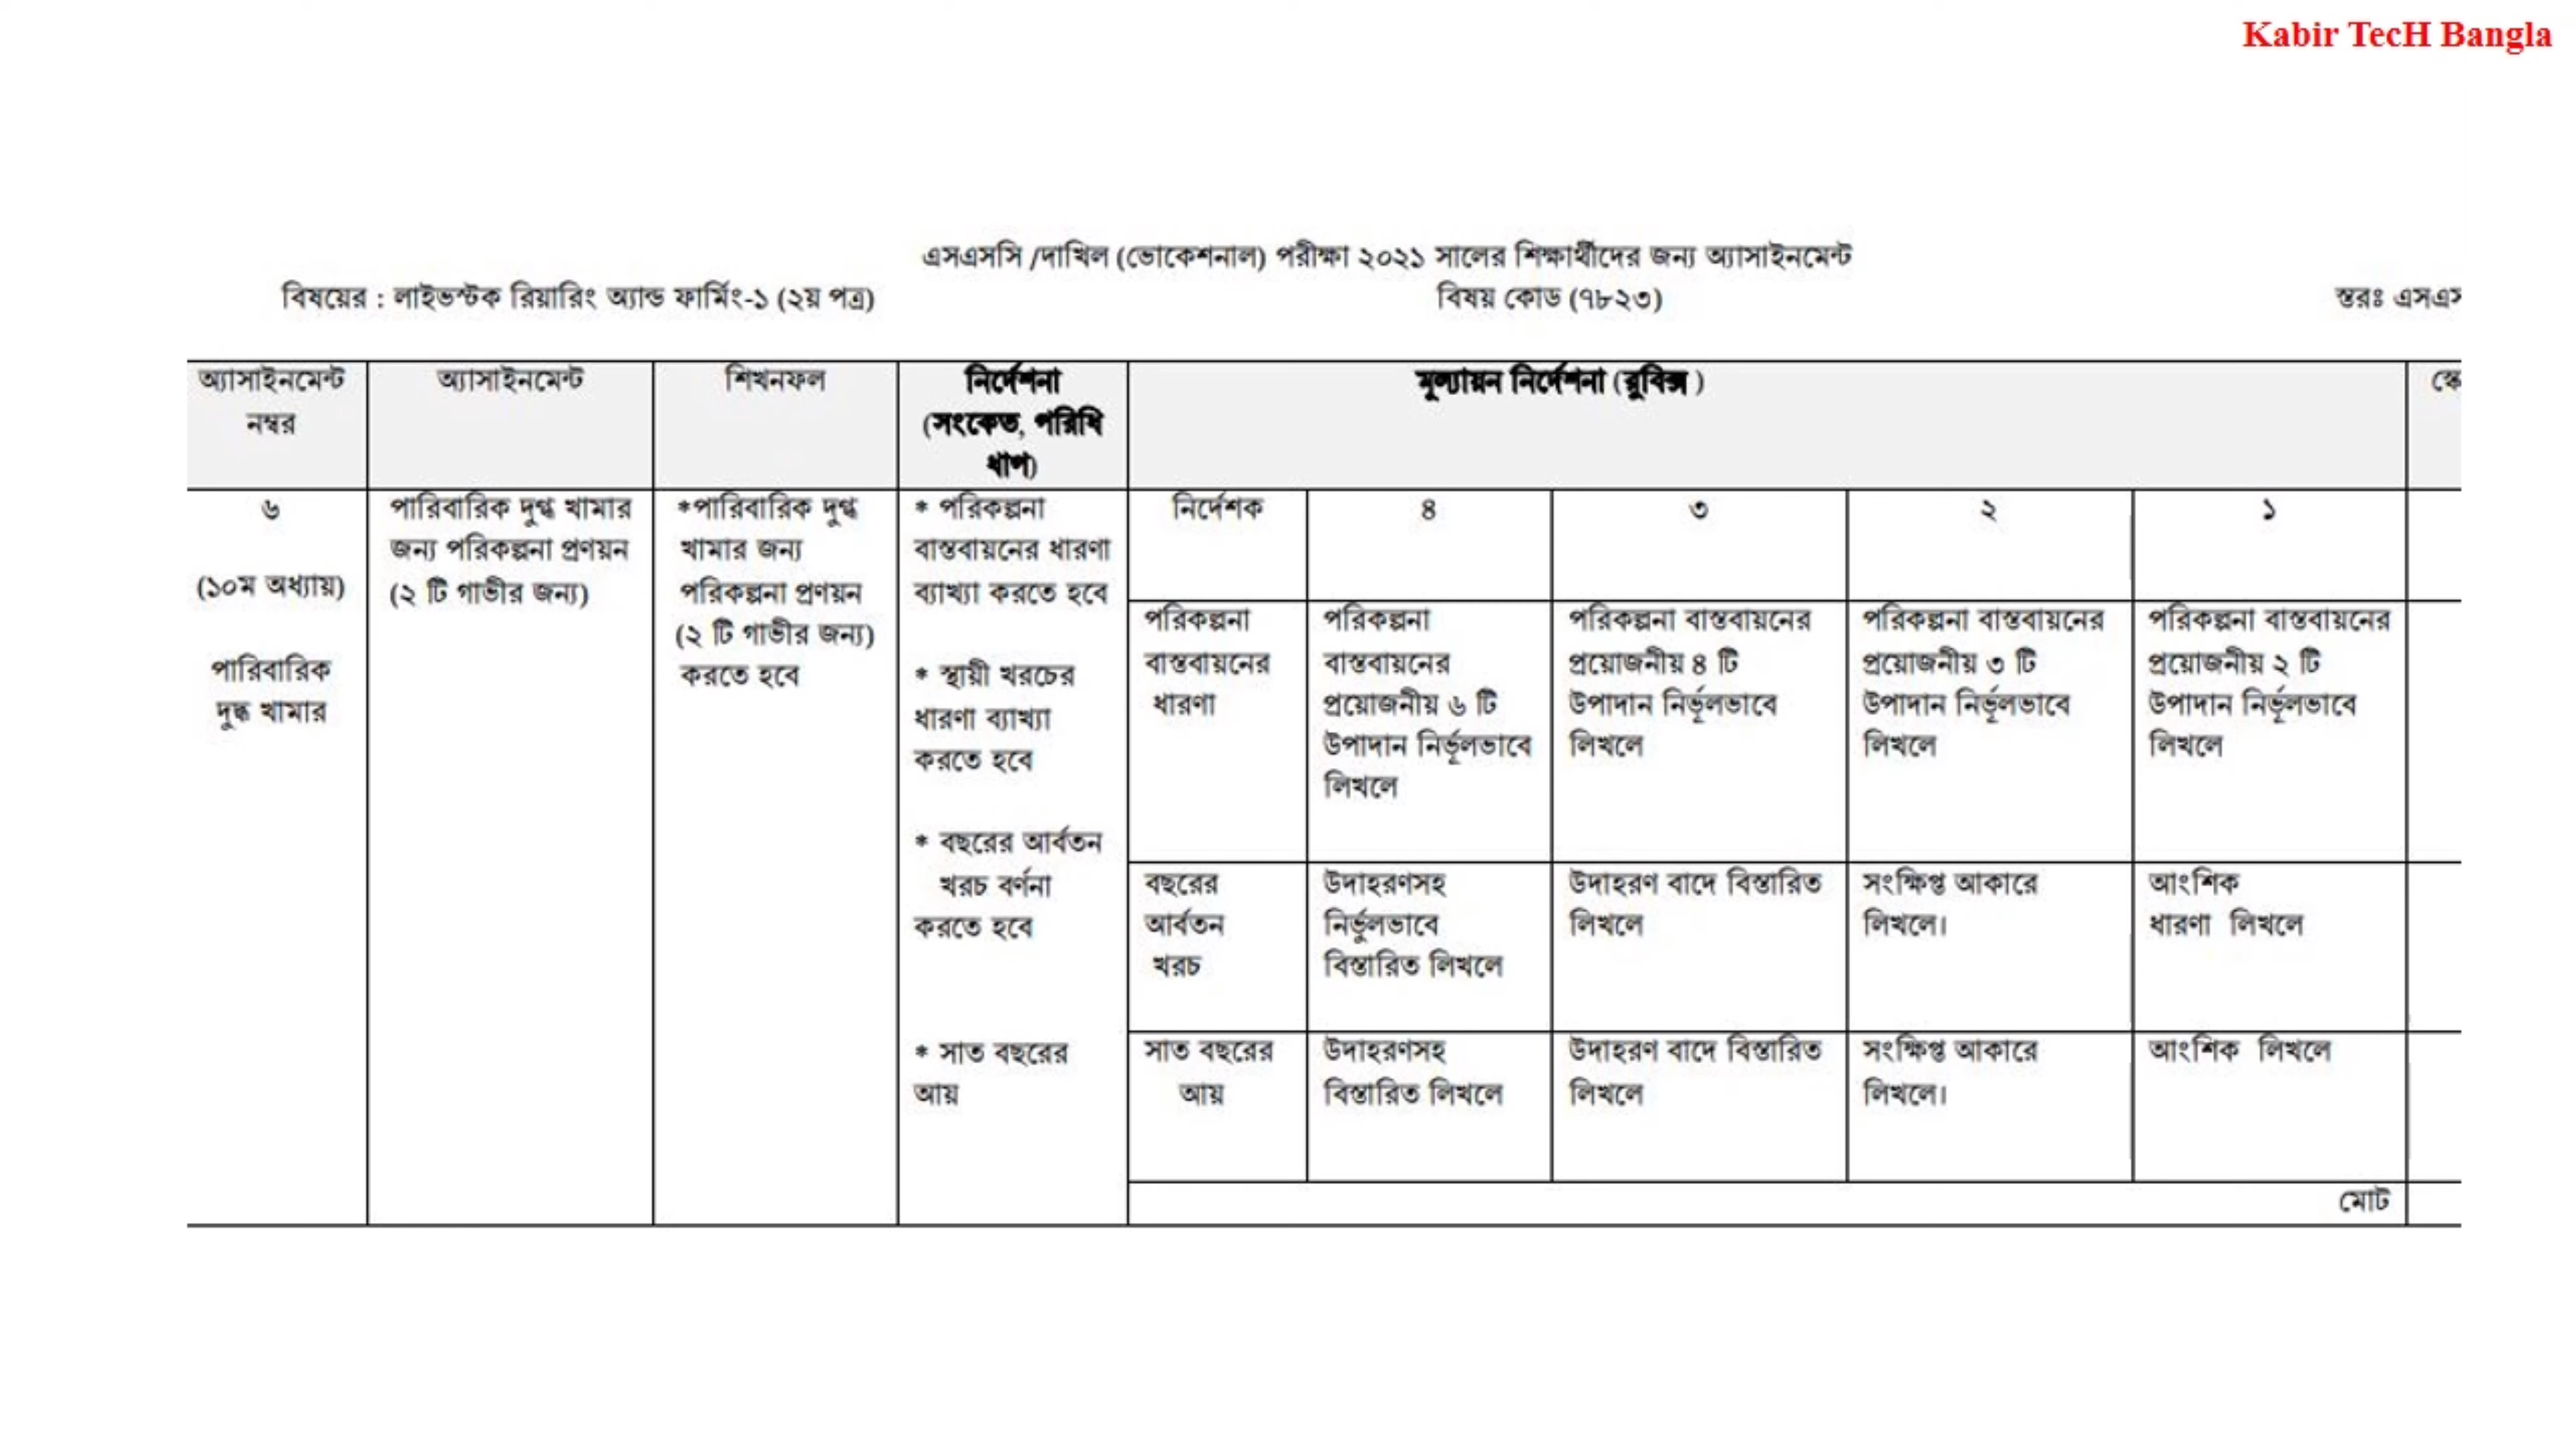 Kabir TecH Bangla
এসএসসি /দাখিল (ভোকেশনাল) পরীক্ষা ২০২১ সালের শিক্ষার্থীদের জন্য অ্যাসাইনমেন্ট
বিষয়ের : লাইভস্টক রিয়ারিং অ্যান্ড ফার্মিং-১ (২য় পত্র)
বিষয় কোড (৭৮২৩)
স্তরঃ
অ্যাসাইনমেন্ট
নম্বর
অ্যাসাইনমেন্ট
শিখনফল
নির্দেশনা
(সংকেত, পরিধি
ধাপ)
মূল্যায়ন নির্দেশনা (রুবিক্স )
৬
(১০ম অধ্যায়)
পারিবারিক
দুদ্ধ খামার
পারিবারিক দুগ্ধ খামার
জন্য পরিকল্পনা প্রণয়ন
(২ টি গাভীর জন্য)
*পারিবারিক দুগ্ধ
খামার জন্য
পরিকল্পনা প্রণয়ন
(২ টি গাভীর জন্য)
করতে হবে
* পরিকল্পনা
বাস্তবায়নের ধারণা
ব্যাখ্যা করতে হবে
* স্থায়ী খরচের
ধারণা ব্যাখ্যা
করতে হবে
* বছরের আর্বতন
খরচ বর্ণনা
করতে হবে
* সাত বছরের
আয়
নির্দেশক
৪
৩
২
১
পরিকল্পনা
বাস্তবায়নের
ধারণা
পরিকল্পনা
বাস্তবায়নের
প্রয়োজনীয় ৬ টি
উপাদান নির্ভূলভাবে
লিখলে
পরিকল্পনা বাস্তবায়নের
প্রয়োজনীয় ৪ টি
উপাদান নির্ভূলভাবে
লিখলে
পরিকল্পনা বাস্তবায়নের
প্রয়োজনীয় ৩ টি
উপাদান নির্ভূলভাবে
লিখলে
পরিকল্পনা বাস্তবায়নের
প্রয়োজনীয় ২ টি
উপাদান নির্ভূলভাবে
লিখলে
বছরের
আর্বতন
খরচ
উদাহরণসহ
নির্ভুলভাবে
বিস্তারিত লিখলে
উদাহরণ বাদে বিস্তারিত
লিখলে
সংক্ষিপ্ত আকারে
লিখলে।
আংশিক
ধারণা লিখলে
সাত বছরের
আয়
উদাহরণসহ
বিস্তারিত লিখলে
উদাহরণ বাদে বিস্তারিত
লিখলে
সংক্ষিপ্ত আকারে
লিখলে।
আংশিক লিখলে
মোট